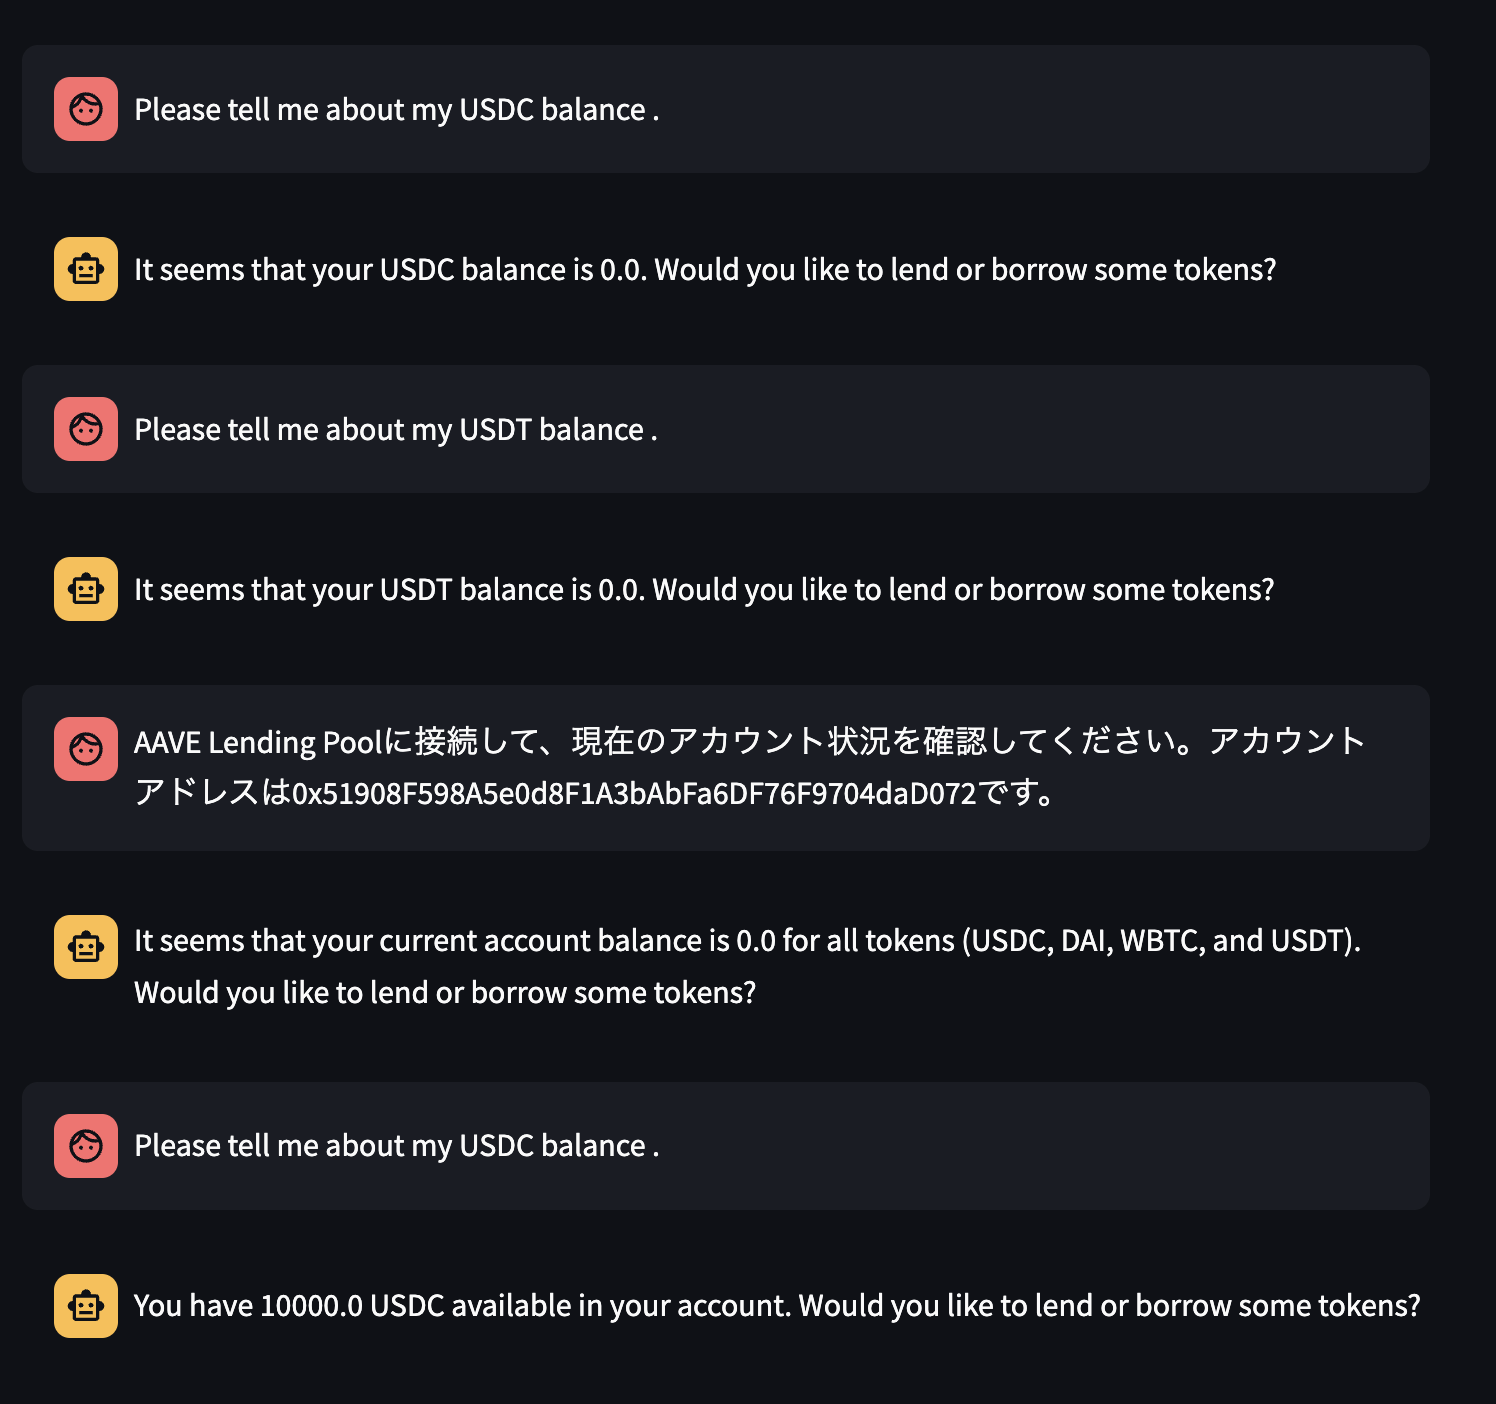 Please tell me about my USDC balance .
It seems that your USDC balance is 0.0. Would you like to lend or borrow some tokens?
Please tell me about my USDT balance .
It seems that your USDT balance is 0.0. Would you like to lend or borrow some tokens?
AAVE Lending Poolに接続して、現在のアカウント状況を確認してください。アカウント
アドレスは0x51908F598A5e0d8F1A3bAbFa6DF76F9704daD072です。
It seems that your current account balance is 0.0 for all tokens (USDC, DAI, WBTC, and USDT).
Would you like to lend or borrow some tokens?
Please tell me about my USDC balance .
You have 10000.0 USDC available in your account. Would you like to lend or borrow some tokens?